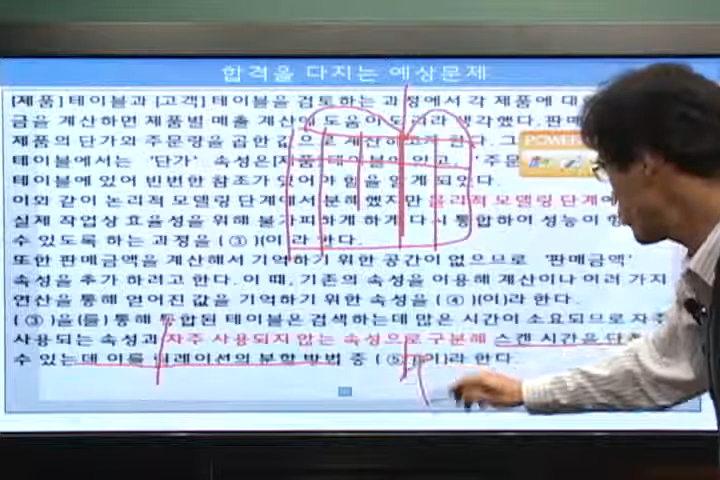 합격을 다지는 예상문제
[제품] 테이블과 [고객] 테이블을 검토하는 과정에서 각 제품에 대
금을 계산하면 제품별 매출 계산에 도움이 되리라 생각했다. 판매
제품의 단가와 주문량을 곱한 값으로 계산하고자 한다. 그
POWER
테이블에서는 '단가' 속성은 [제품] 테이블에 있고, '주문
테이블에 있어 빈번한 참조가 있어야 함을 알게 되었다.
이와 같이 논리적 모델링 단계에서 분해했지만 물리적 모델링 단계에
실제 작업상 효율성을 위해 불가피하게 하게 다시 통합하여 성능이 향
수 있도록 하는 과정을 ( ③ )(이)라 한다.
또한 판매금액을 계산해서 기억하기 위한 공간이 없으므로 '판매금액'
속성을 추가 하려고 한다. 이 때, 기존의 속성을 이용해 계산이나 여러 가지
연산을 통해 얻어진 값을 기억하기 위한 속성을 ( ④ )(이)라 한다.
( ③ )을(를) 통해 통합된 테이블은 검색하는데 많은 시간이 소요되므로 자주
사용되는 속성과 자주 사용되지 않는 속성으로 구분해 스캔 시간을 단
수 있는데 이를 릴레이션의 분할 방법 중 ( ⑤ )(이)라 한다.